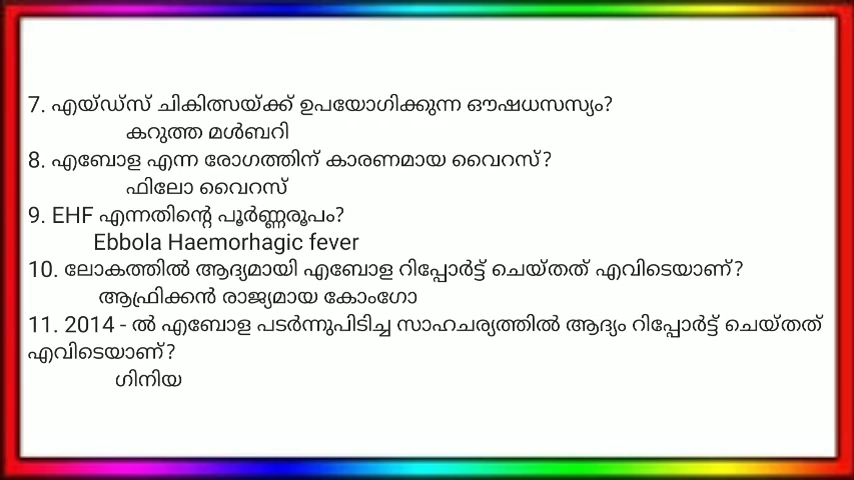 7. എയ്ഡ്സ് ചികിത്സയ്ക്ക് ഉപയോഗിക്കുന്ന ഔഷധസസ്യം?
കറുത്ത മൾബറി
8. എബോള എന്ന രോഗത്തിന് കാരണമായ വൈറസ്?
ഫിലോ വൈറസ്
9. EHF എന്നതിന്റെ പൂർണ്ണരൂപം?
Ebbola Haemorhagic fever
10. ലോകത്തിൽ ആദ്യമായി എബോള റിപ്പോർട്ട് ചെയ്തത് എവിടെയാണ്?
ആഫ്രിക്കൻ രാജ്യമായ കോംഗോ
11. 2014 - ൽ എബോള പടർന്നുപിടിച്ച സാഹചര്യത്തിൽ ആദ്യം റിപ്പോർട്ട് ചെയ്തത്
എവിടെയാണ്?
ഗിനിയ